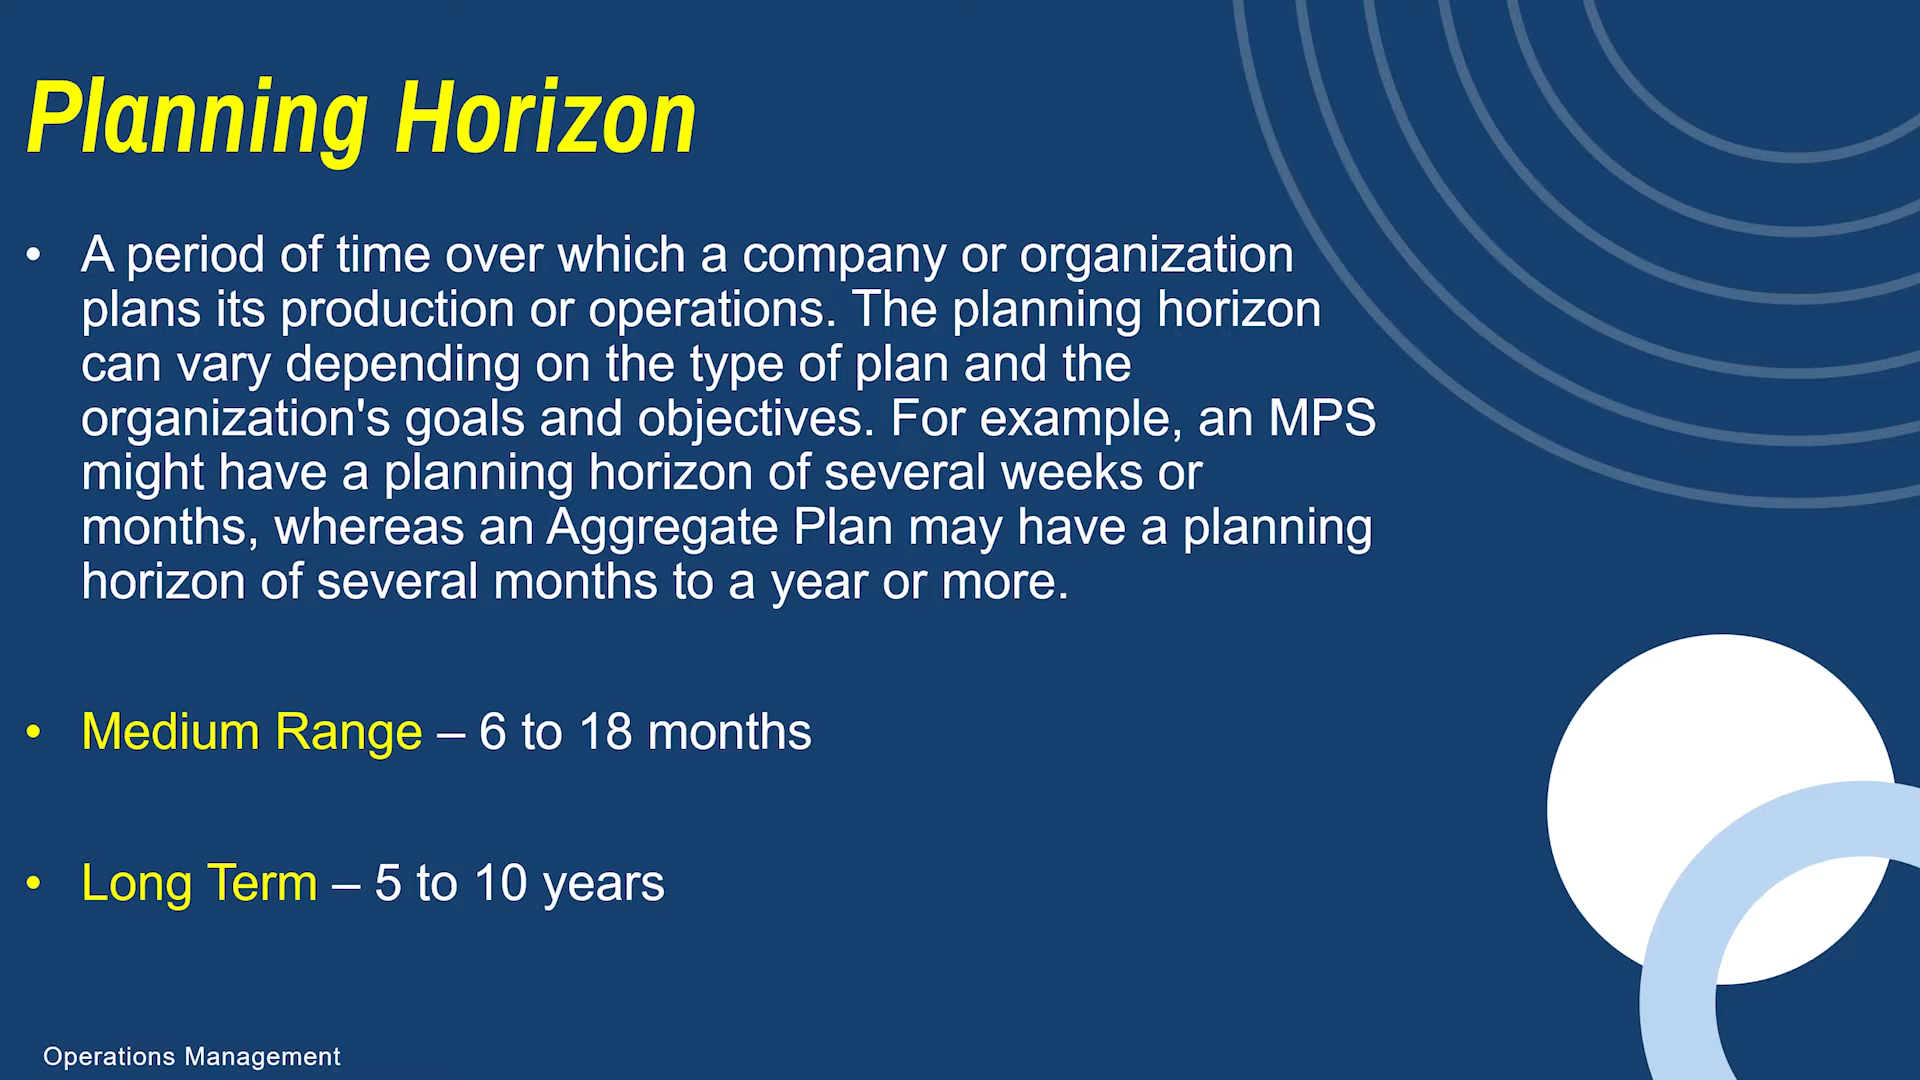 Planning Horizon
• A period of time over which a company or organization
plans its production or operations. The planning horizon
can vary depending on the type of plan and the
organization's goals and objectives. For example, an MPS
might have a planning horizon of several weeks or
months, whereas an Aggregate Plan may have a planning
horizon of several months to a year or more.
• Medium Range – 6 to 18 months
• Long Term – 5 to 10 years
Operations Management